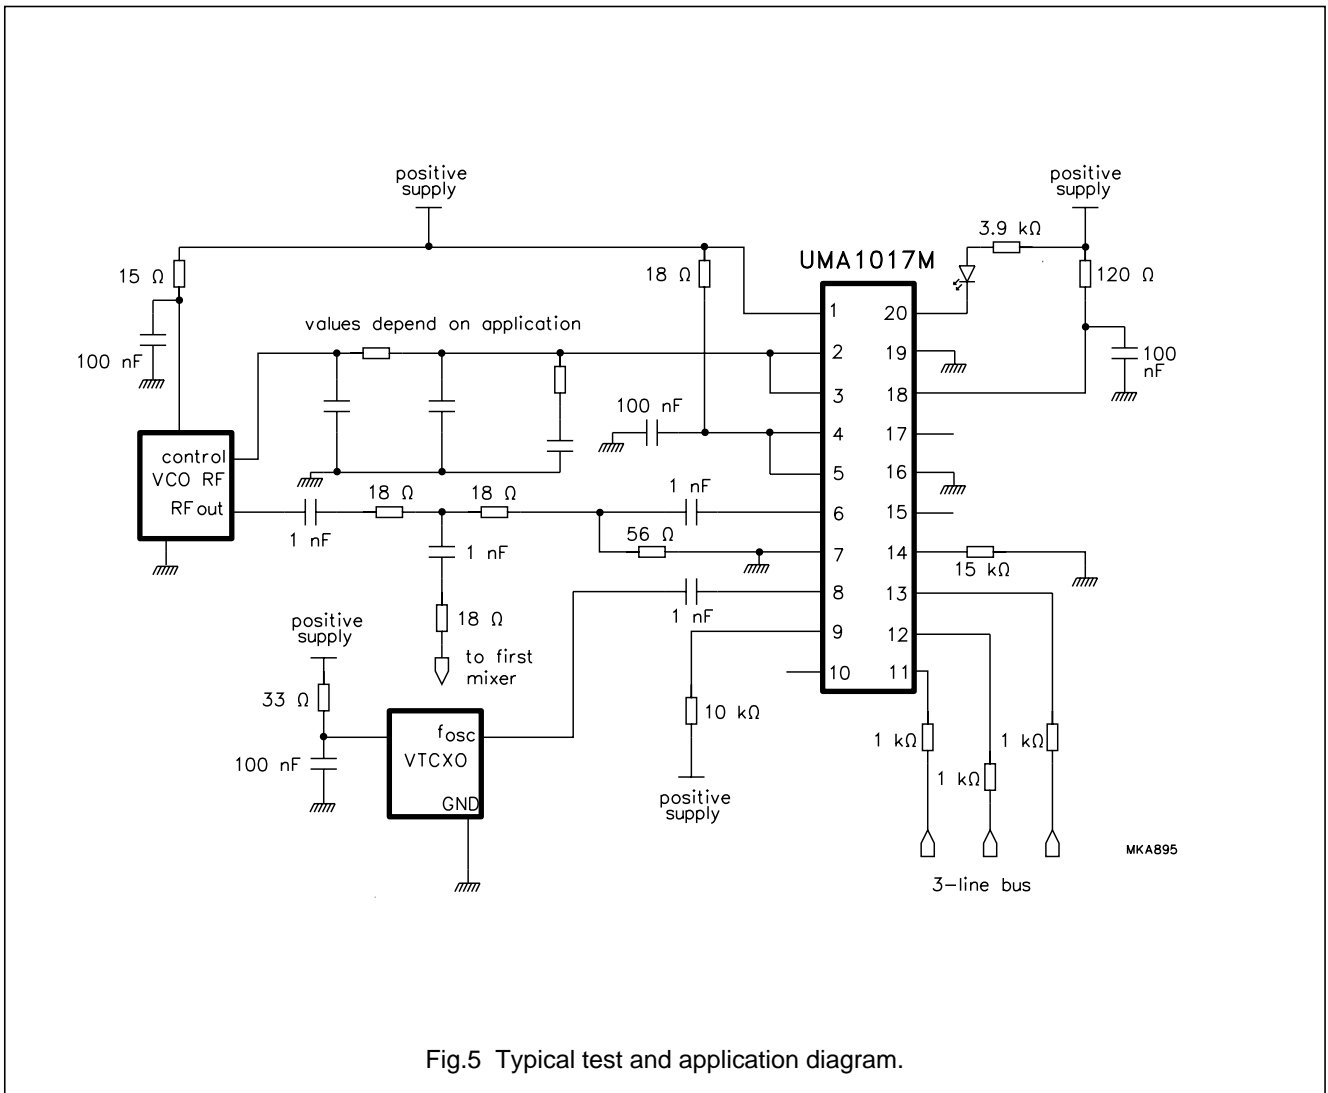 positive
supply
positive
supply
3.9 kΩ
UMA1017M
15 Ω
18 Ω
120 Ω
1
20
values depend on application
100 nF
2
19
100
nF
3
18
100 nF
4
17
control
VCO RF
RFout
5
16
18 Ω
18 Ω
1 nF
6
15
1 nF
1 nF
56 Ω
7
14
15 kΩ
8
13
1 nF
18 Ω
positive
supply
9
12
to first
mixer
10
11
33 Ω
10 kΩ
fosc
VTCXO
GND
100 nF
1 kΩ
1 kΩ
1 kΩ
positive
supply
MKA895
3-line bus
Fig.5 Typical test and application diagram.